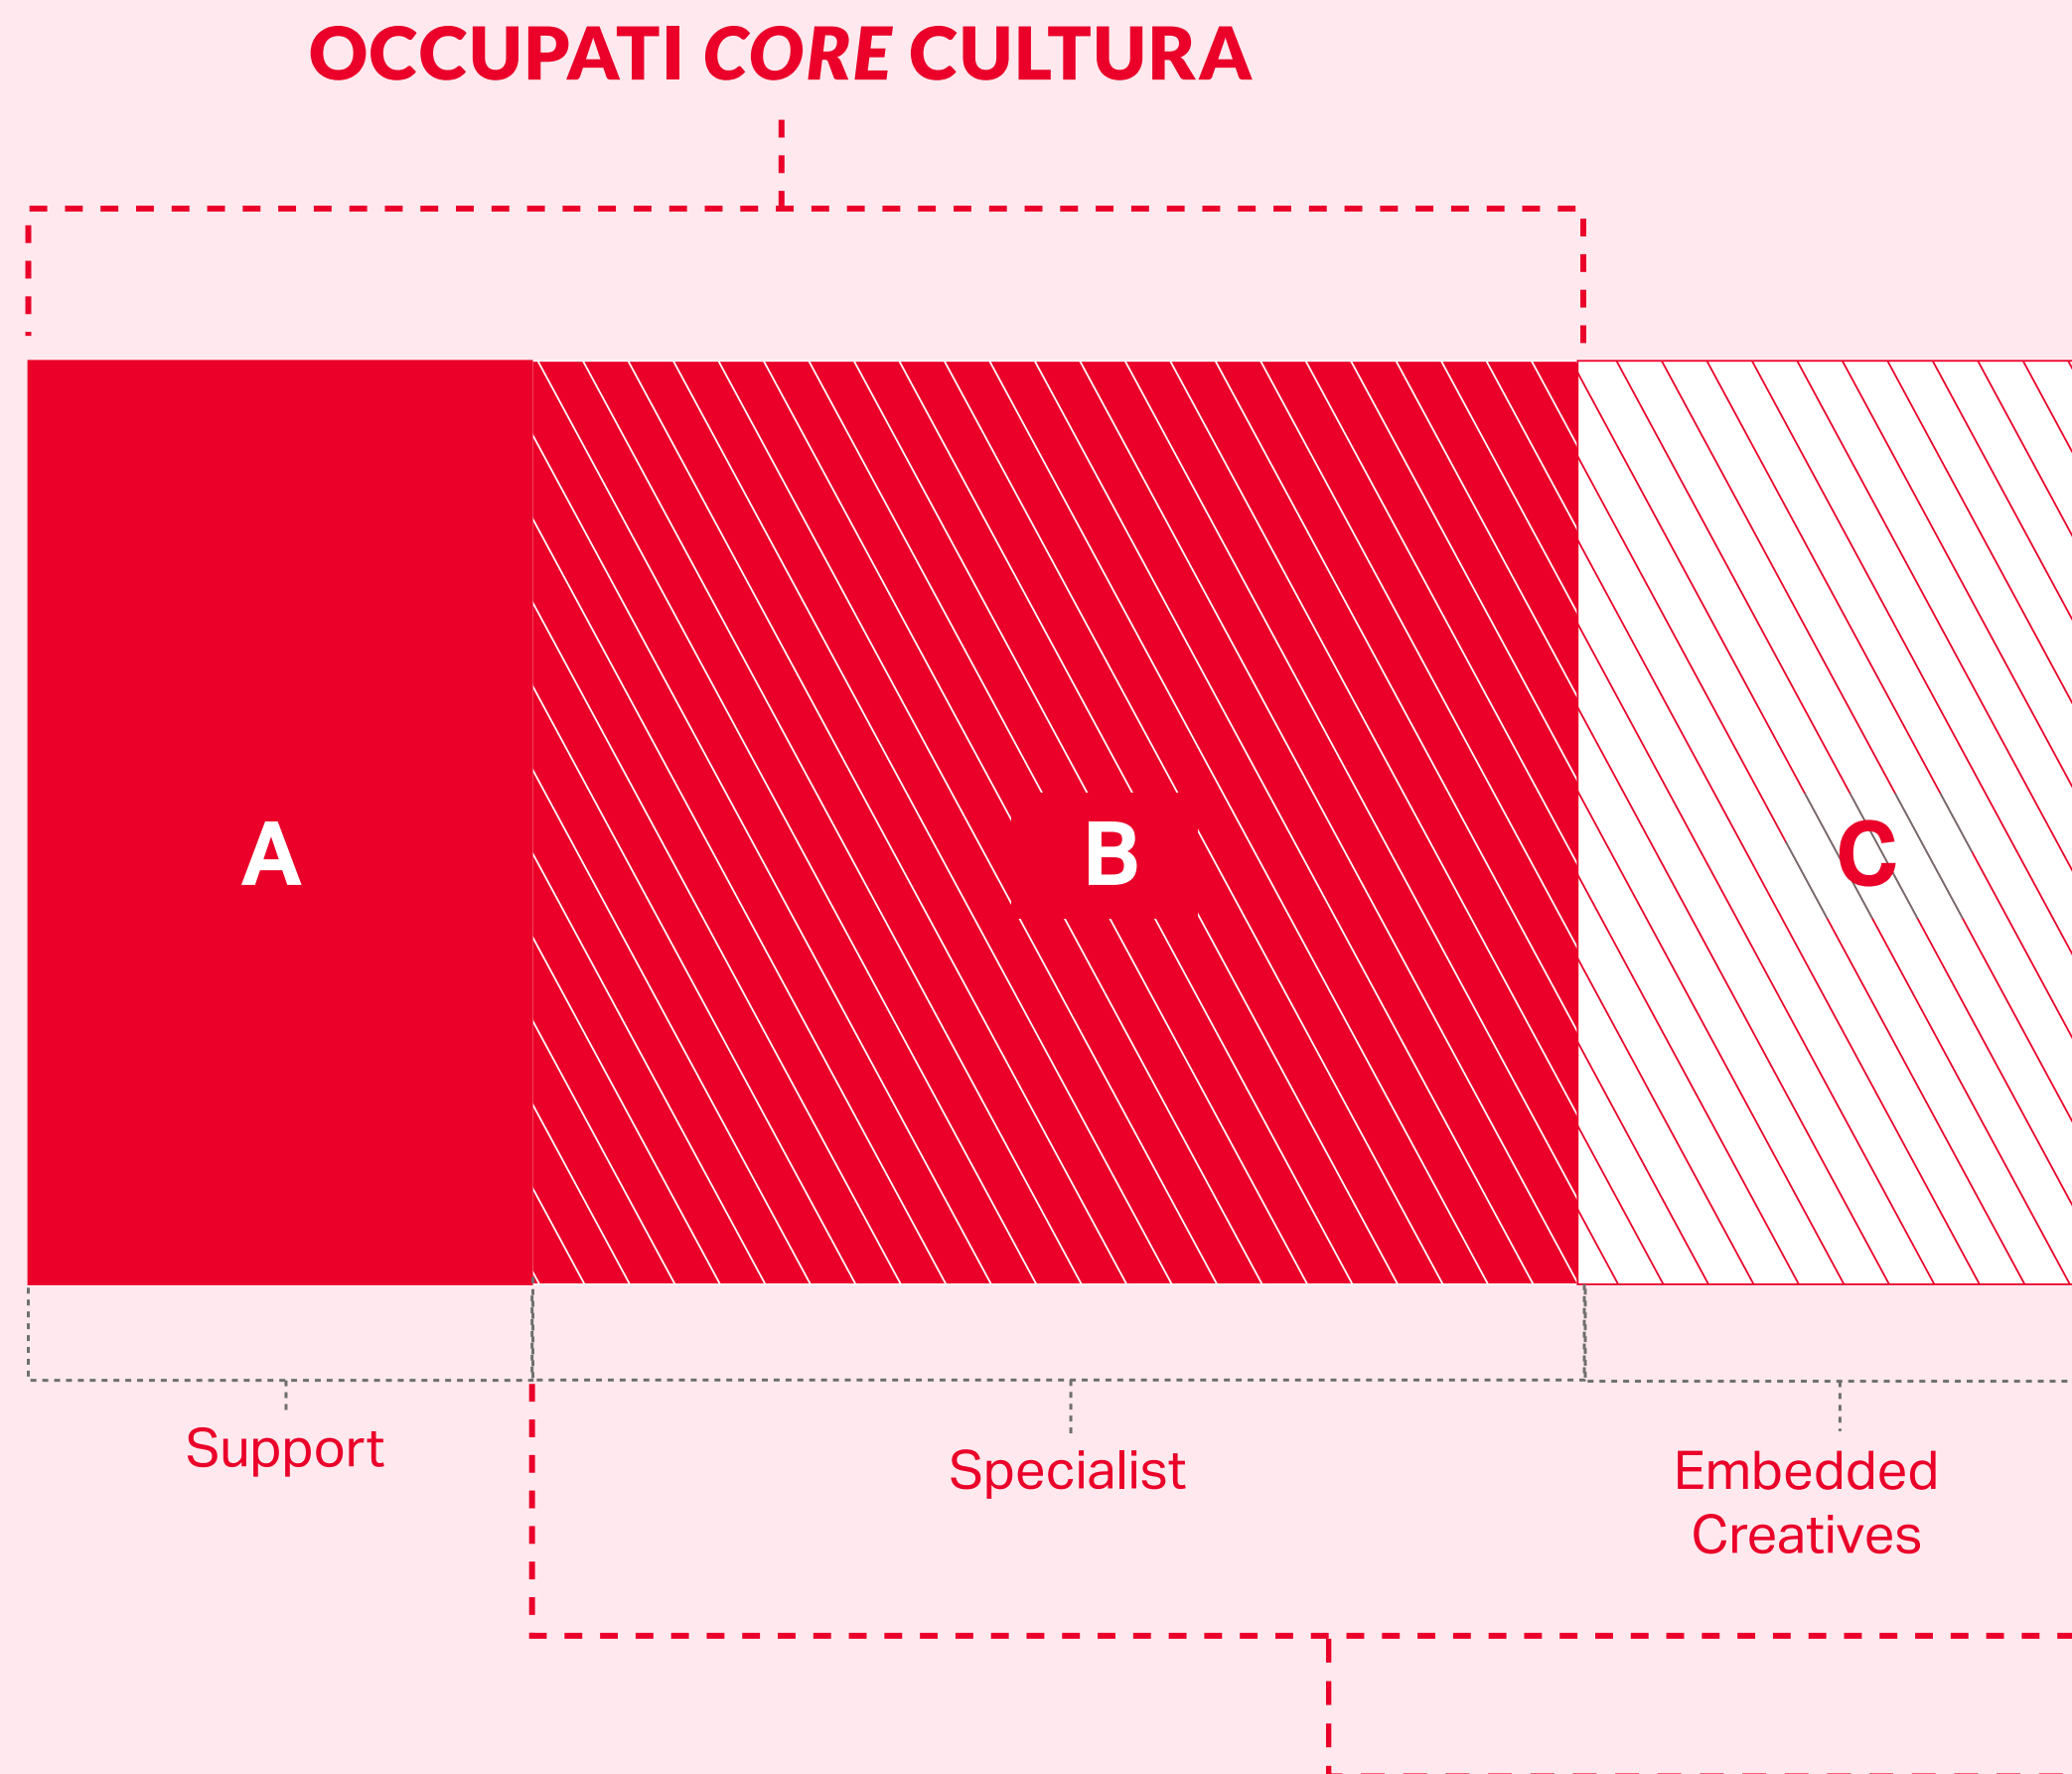 OCCUPATI CORE CULTURA
A
B
C
Support
Specialist
Embedded
Creatives